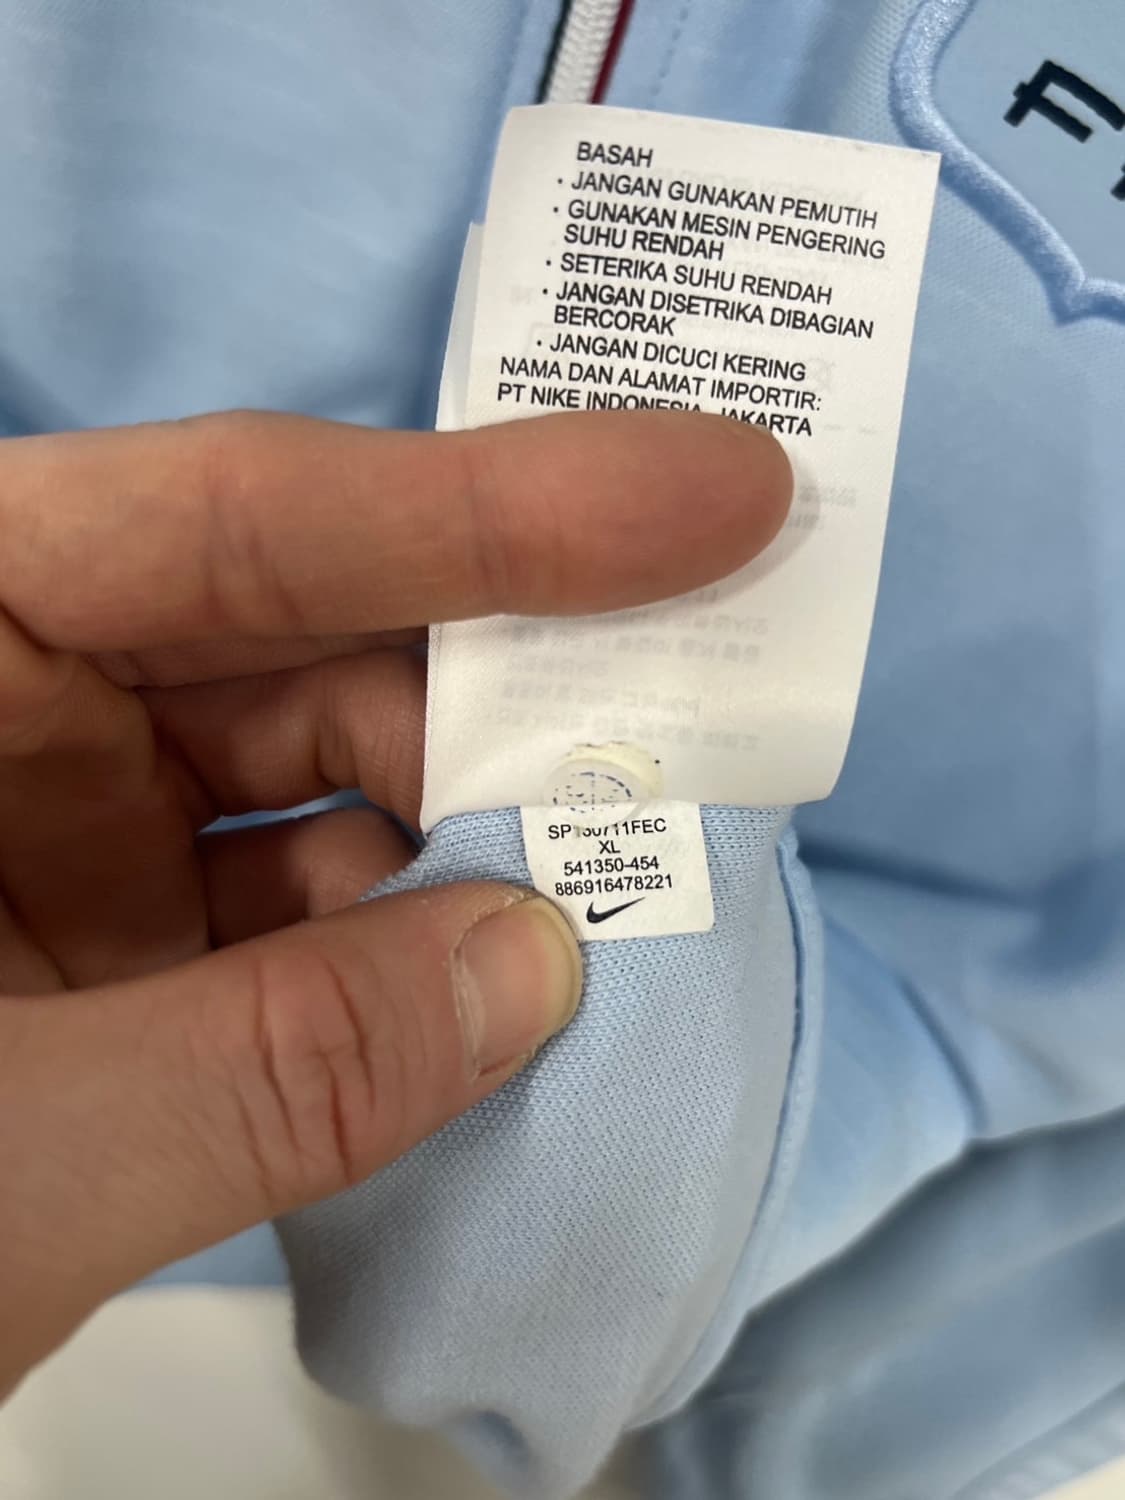 BASAH
· JANGAN GUNAKAN PEMUTIH
· GUNAKAN MESIN PENGERING
SUHU RENDAH
· SETERIKA SUHU RENDAH
· JANGAN DISETRIKA DIBAGIAN
BERCORAK
· JANGAN DICUCI KERING
NAMA DAN ALAMAT IMPORTIR:
PT NIKE INDONESIA, JAKARTA
SP130711FEC
XL
541350-454
886916478221